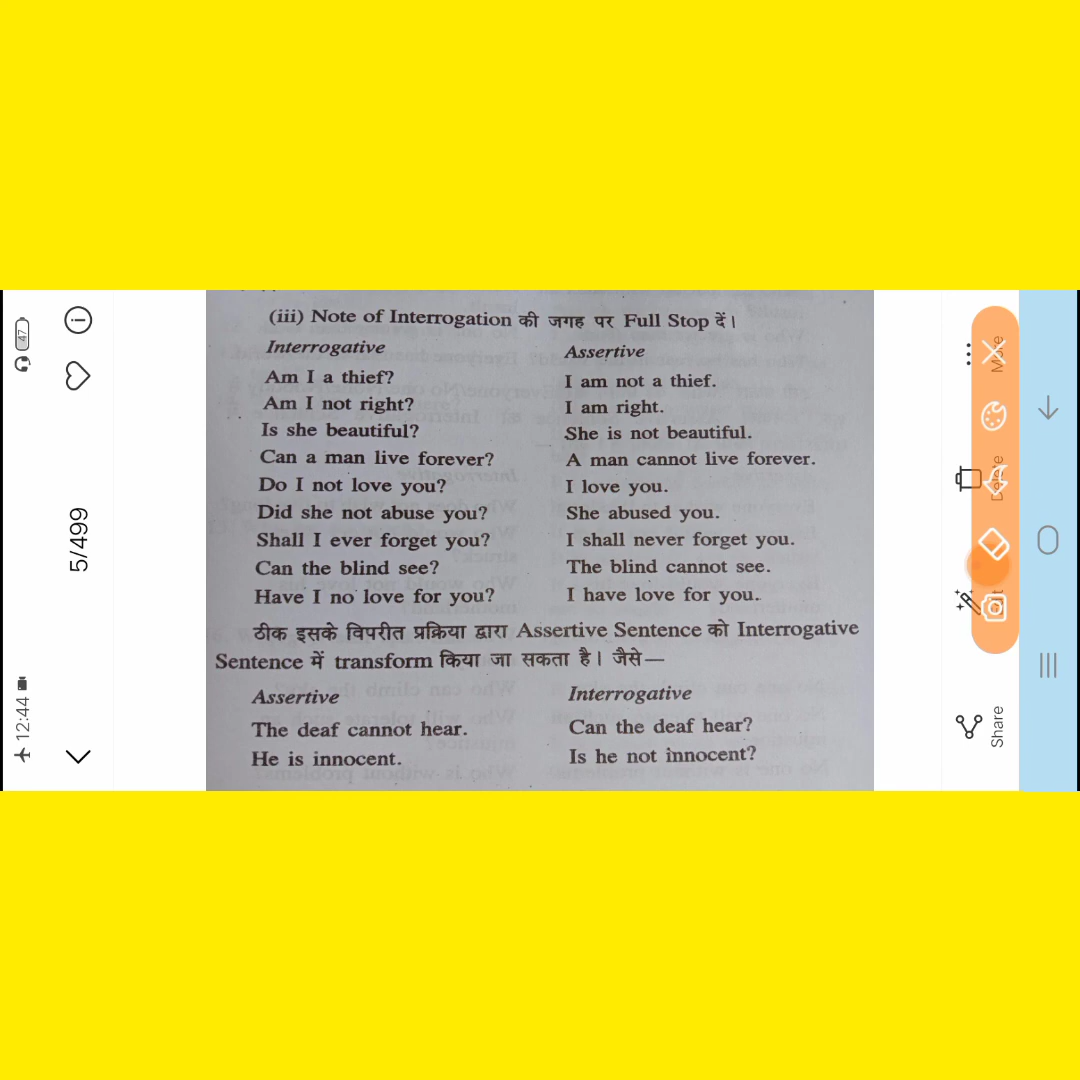 (iii) Note of Interrogation की जगह पर Full Stop दें।
Interrogative Assertive
Am I a thief? I am not a thief.
Am I not right? I am right.
Is she beautiful? She is not beautiful.
Can a man live forever? A man cannot live forever.
Do I not love you? I love you.
Did she not abuse you? She abused you.
Shall I ever forget you? I shall never forget you.
Can the blind see? The blind cannot see.
Have I no love for you? I have love for you.
ठीक इसके विपरीत प्रक्रिया द्वारा Assertive Sentence को Interrogative
Sentence में transform किया जा सकता है। जैसे—
Assertive Interrogative
The deaf cannot hear. Can the deaf hear?
He is innocent. Is he not innocent?
12:44
47
5/499
More
Delete
Share